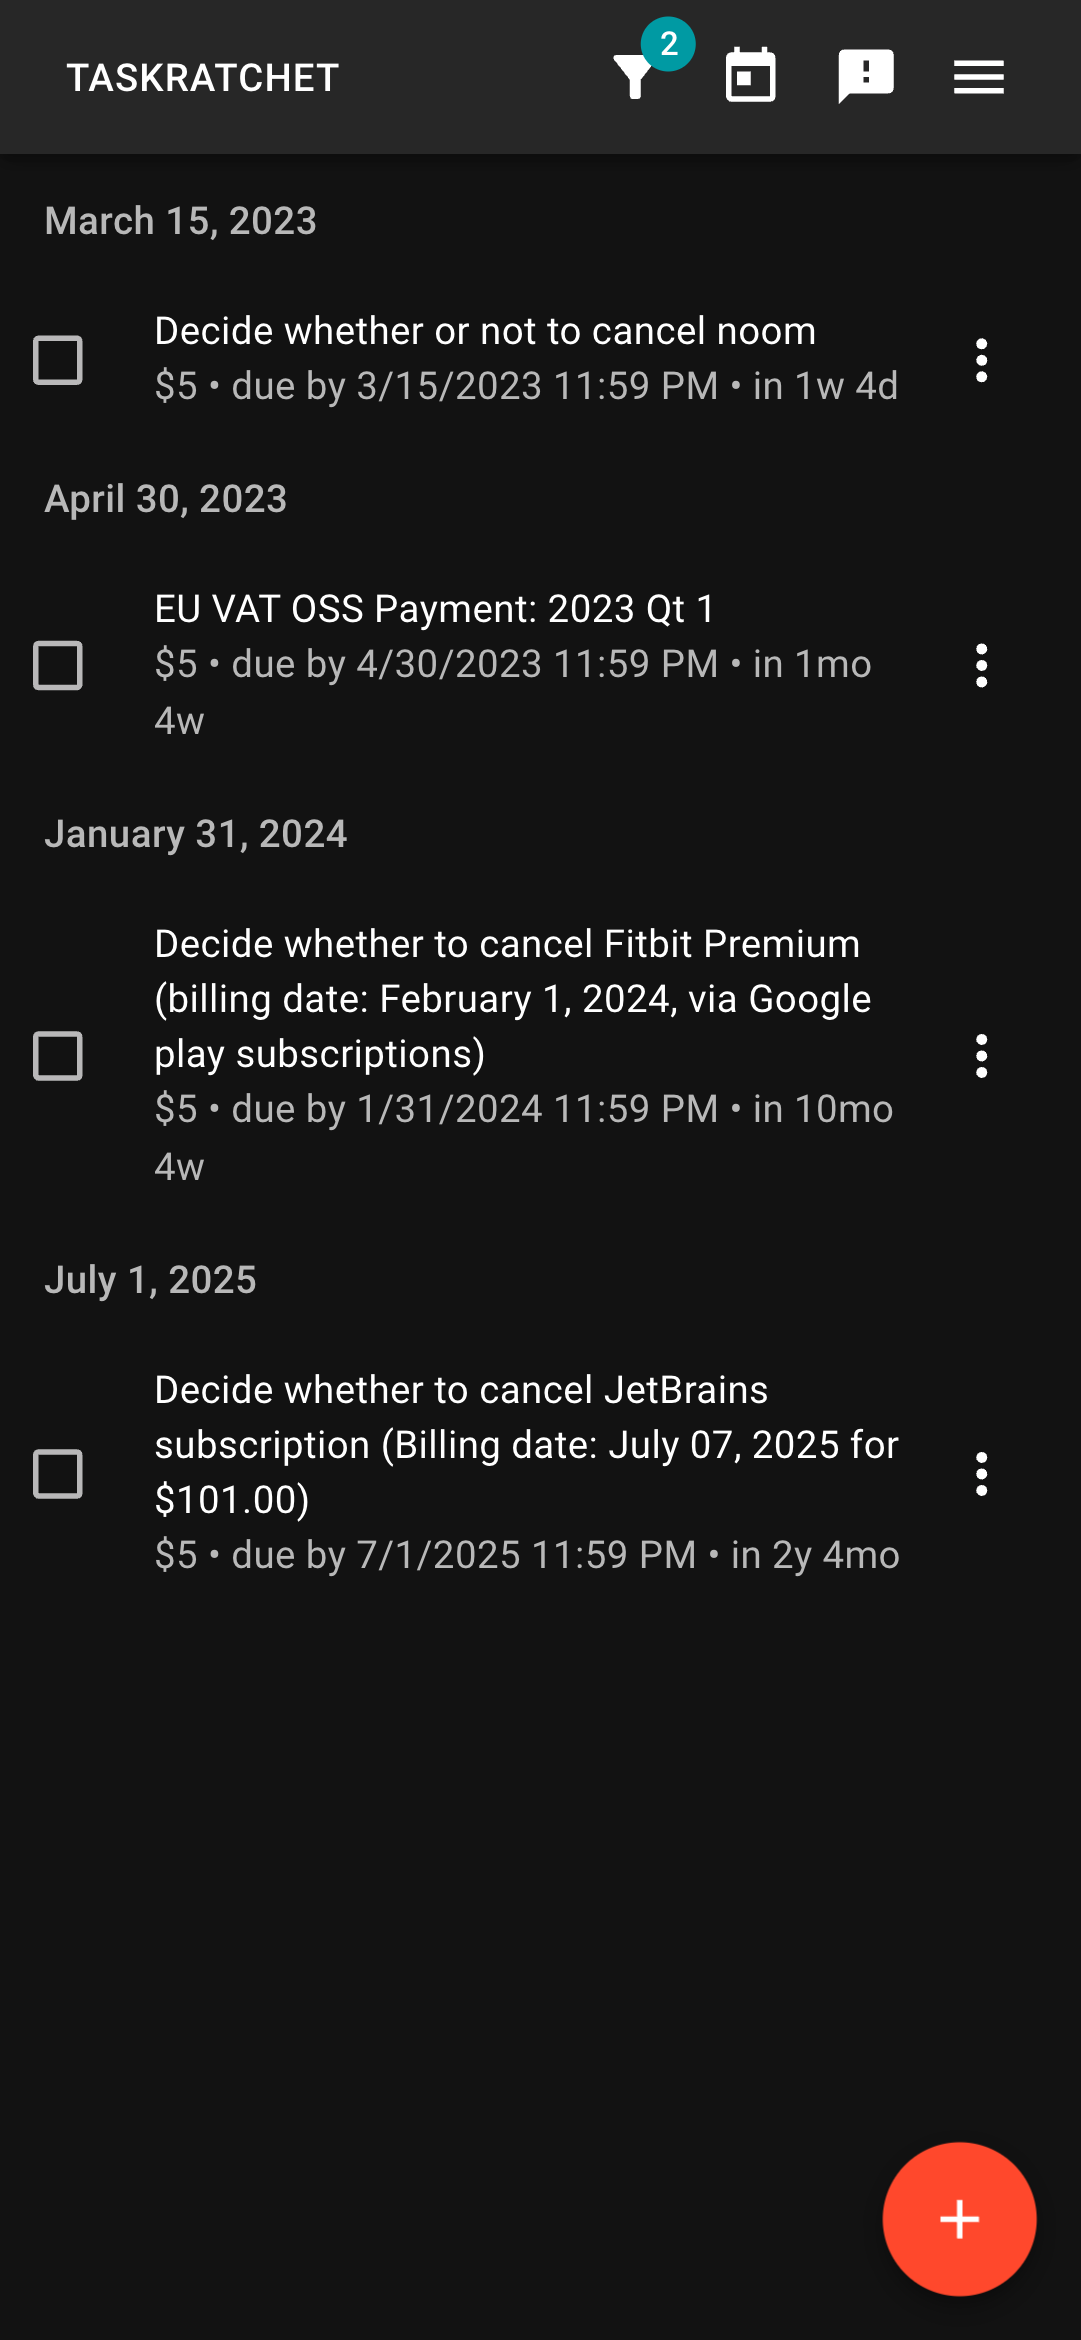 TASKRATCHET
2
March 15, 2023
Decide whether or not to cancel noom
$5 • due by 3/15/2023 11:59 PM • in 1w 4d
April 30, 2023
EU VAT OSS Payment: 2023 Qt 1
$5 • due by 4/30/2023 11:59 PM • in 1mo
4w
January 31, 2024
Decide whether to cancel Fitbit Premium
(billing date: February 1, 2024, via Google
play subscriptions)
$5 • due by 1/31/2024 11:59 PM • in 10mo
4w
July 1, 2025
Decide whether to cancel JetBrains
subscription (Billing date: July 07, 2025 for
$101.00)
$5 • due by 7/1/2025 11:59 PM • in 2y 4mo